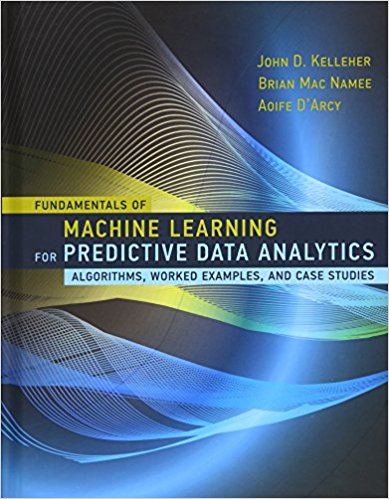 JOHN D. KELLEHER
BRIAN MAC NAMEE
AOIFE D'ARCY
FUNDAMENTALS OF
MACHINE LEARNING
FOR PREDICTIVE DATA ANALYTICS
ALGORITHMS, WORKED EXAMPLES, AND CASE STUDIES